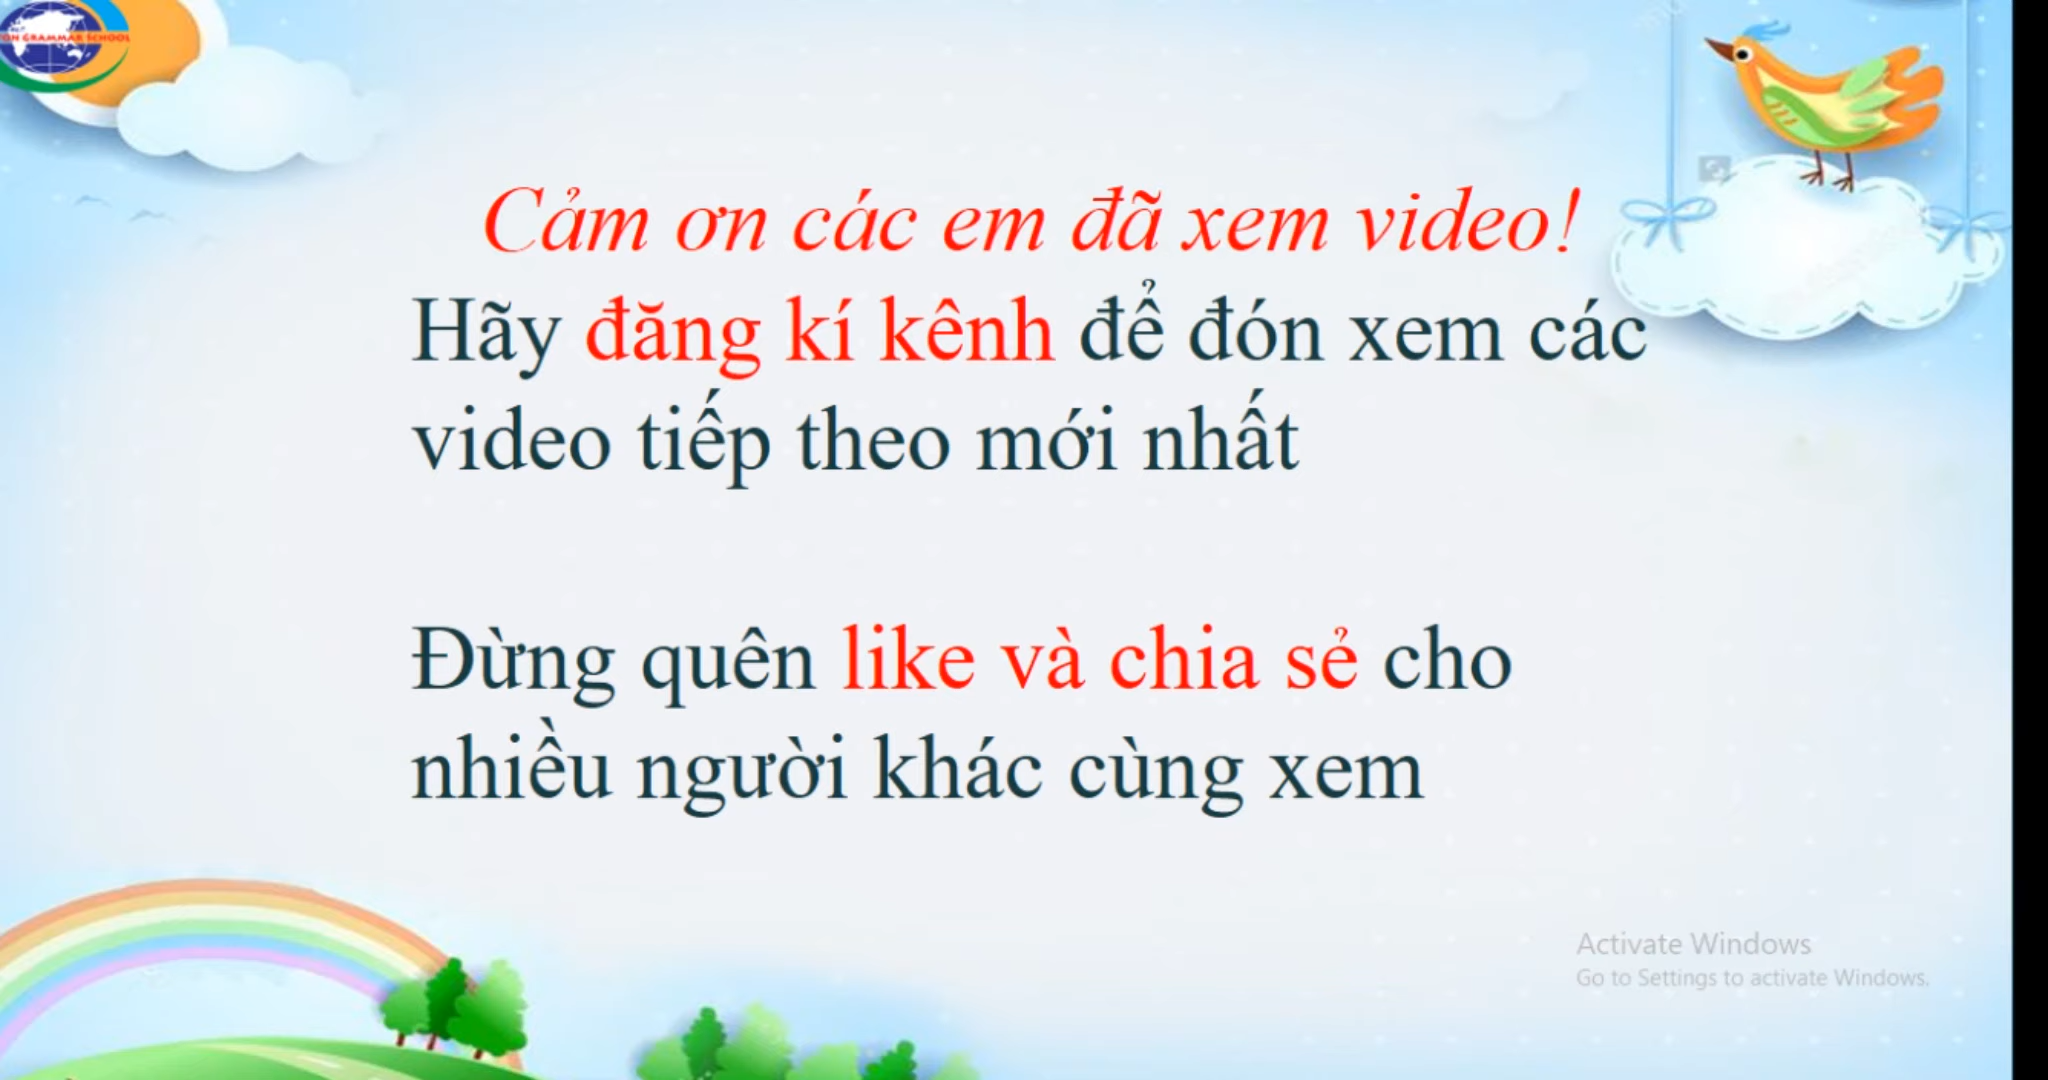 GRAMMAR SCHOOL
Cảm ơn các em đã xem video!
Hãy đăng kí kênh để đón xem các
video tiếp theo mới nhất
Đừng quên like và chia sẻ cho
nhiều người khác cùng xem
Activate Windows
Go to Settings to activate Windows.